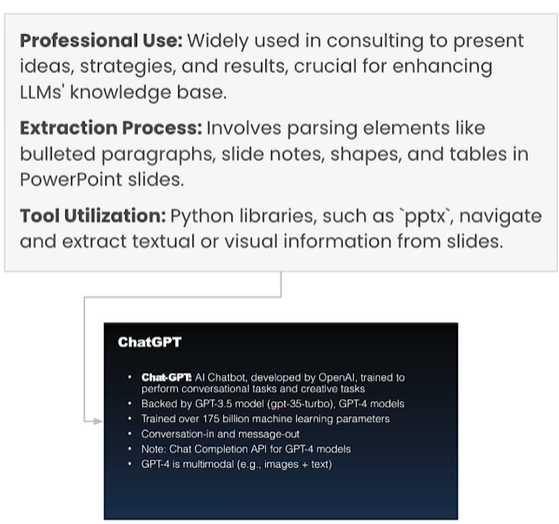 Professional Use: Widely used in consulting to present
ideas, strategies, and results, crucial for enhancing
LLMs' knowledge base.
Extraction Process: Involves parsing elements like
bulleted paragraphs, slide notes, shapes, and tables in
PowerPoint slides.
Tool Utilization: Python libraries, such as `pptx`, navigate
and extract textual or visual information from slides.
ChatGPT
• Chat-GPT: AI Chatbot, developed by OpenAI, trained to
perform conversational tasks and creative tasks
• Backed by GPT-3.5 model (gpt-35-turbo), GPT-4 models
• Trained over 175 billion machine learning parameters
• Conversation-in and message-out
• Note: Chat Completion API for GPT-4 models
• GPT-4 is multimodal (e.g., images + text)